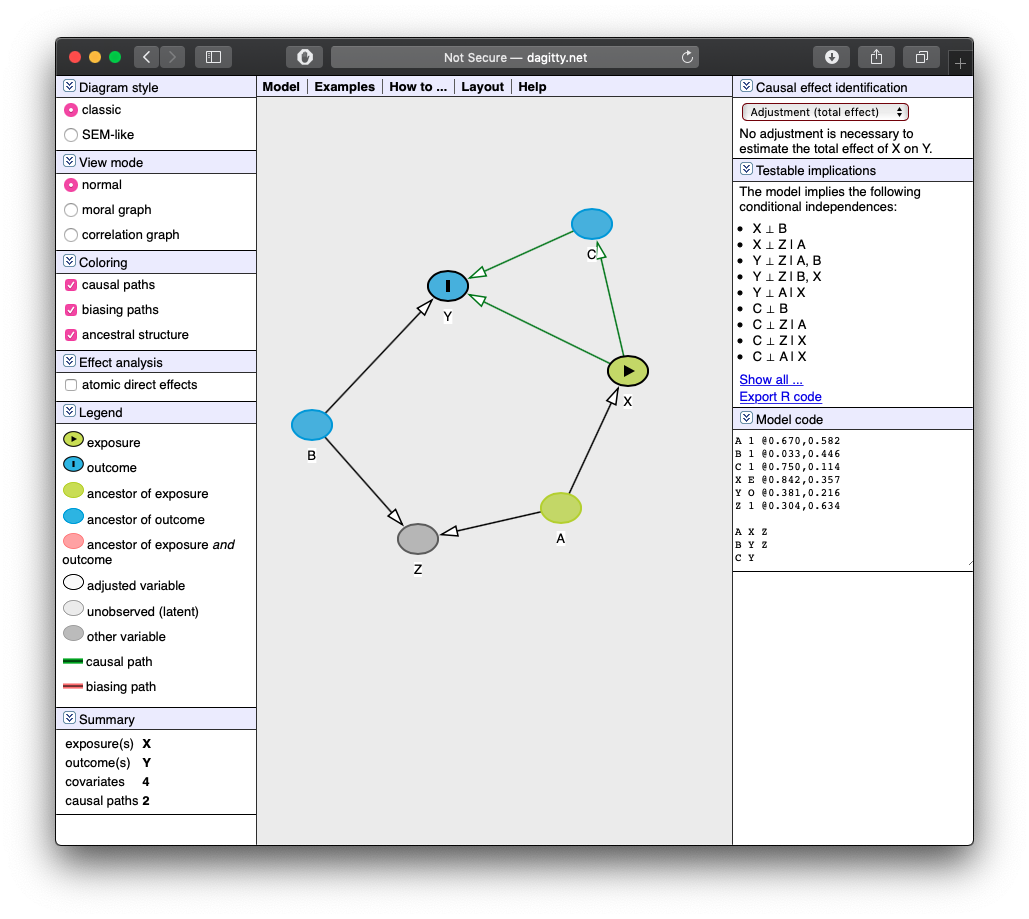 Not Secure — dagitty.net
Diagram style
classic
SEM-like
View mode
normal
moral graph
correlation graph
Coloring
causal paths
biasing paths
ancestral structure
Effect analysis
atomic direct effects
Legend
exposure
outcome
ancestor of exposure
ancestor of outcome
ancestor of exposure and
outcome
adjusted variable
unobserved (latent)
other variable
causal path
biasing path
Summary
exposure(s) X
outcome(s) Y
covariates 4
causal paths 2
Model | Examples | How to ... | Layout | Help
C
Y
X
B
A
Z
Causal effect identification
Adjustment (total effect)
No adjustment is necessary to
estimate the total effect of X on Y.
Testable implications
The model implies the following
conditional independences:
• X ⊥ B
• X ⊥ Z | A
• Y ⊥ Z | A, B
• Y ⊥ Z | B, X
• Y ⊥ A | X
• C ⊥ B
• C ⊥ Z | A
• C ⊥ Z | X
• C ⊥ A | X
Show all ...
Export R code
Model code
A 1 @0.670,0.582
B 1 @0.033,0.446
C 1 @0.750,0.114
X E @0.842,0.357
Y O @0.381,0.216
Z 1 @0.304,0.634
A X Z
B Y Z
C Y